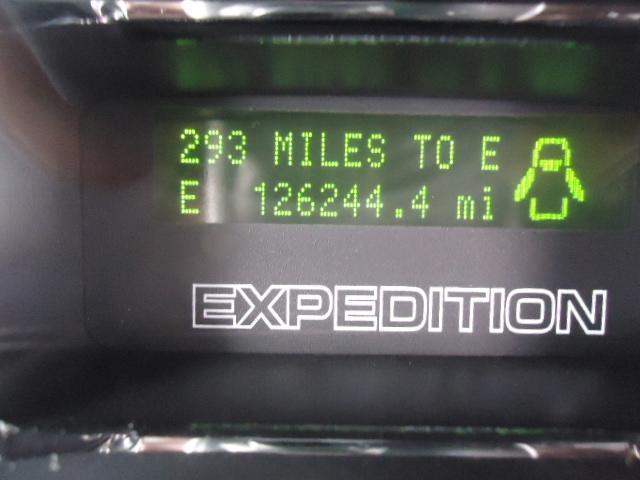 293 MILES TO E
E 126244.4 mi
EXPEDITION